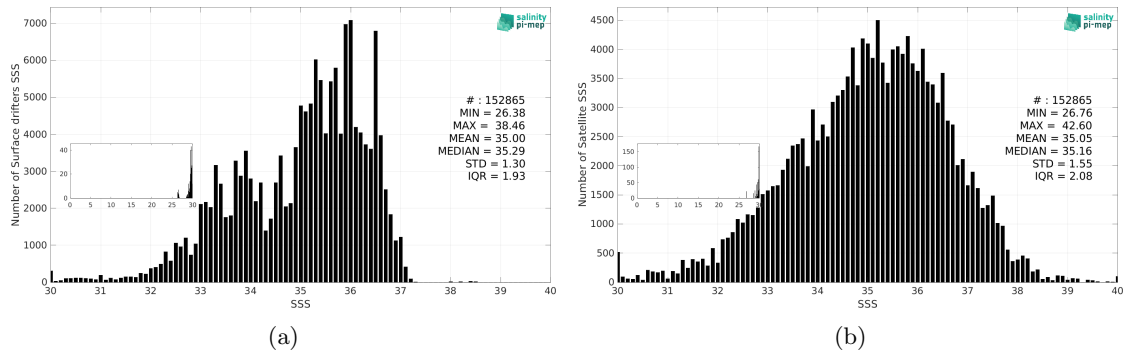 7000
6000
5000
4000
3000
2000
1000
0
Number of Surface drifters SSS
salinity
pi-mep
# : 152865
MIN = 26.38
MAX = 38.46
MEAN = 35.00
MEDIAN = 35.29
STD = 1.30
IQR = 1.93
40
20
0
0 5 10 15 20 25 30
30 31 32 33 34 35 36 37 38 39 40
SSS
(a)
4500
4000
3500
3000
2500
2000
1500
1000
500
0
Number of Satellite SSS
salinity
pi-mep
# : 152865
MIN = 26.76
MAX = 42.60
MEAN = 35.05
MEDIAN = 35.16
STD = 1.55
IQR = 2.08
150
100
50
0
0 5 10 15 20 25 30
30 31 32 33 34 35 36 37 38 39 40
SSS
(b)